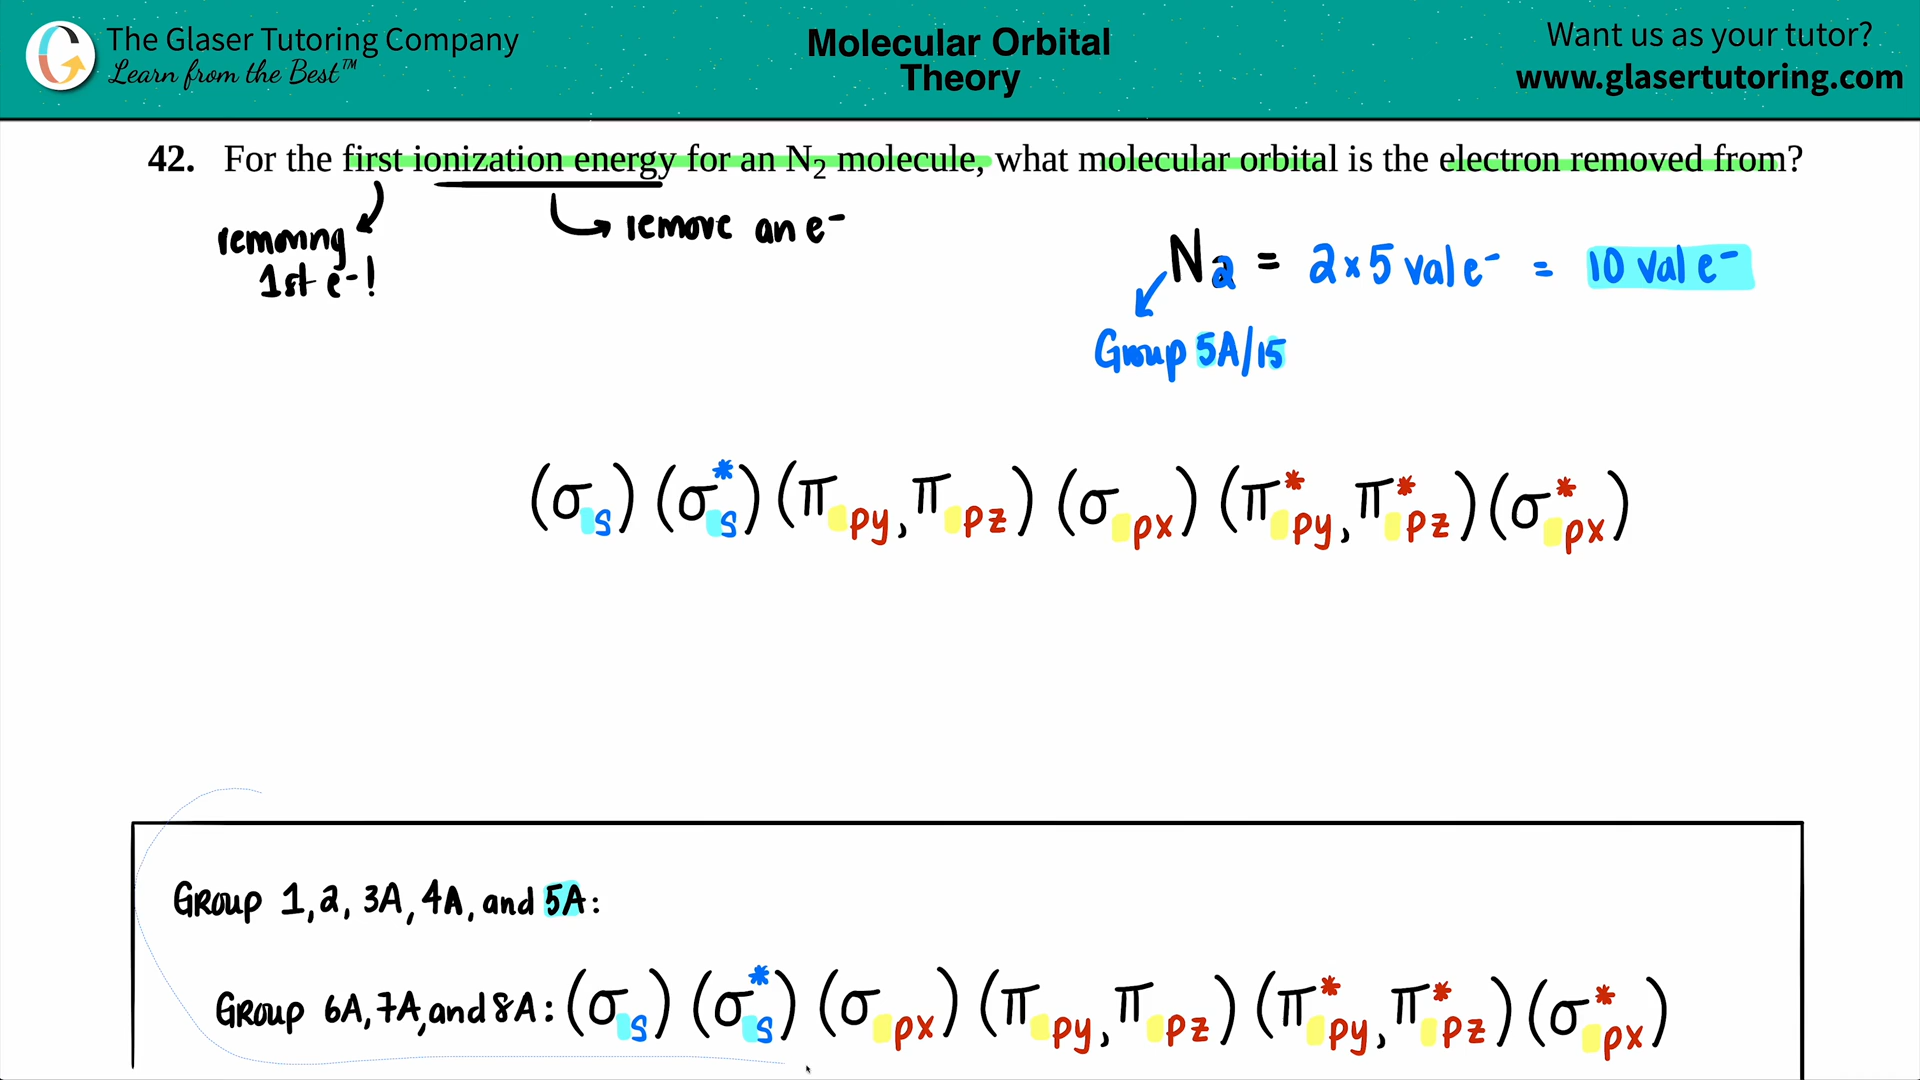 The Glaser Tutoring Company
Learn from the Best™
Molecular Orbital
Theory
Want us as your tutor?
www.glasertutoring.com
42. For the first ionization energy for an N₂ molecule, what molecular orbital is the electron removed from?
removing
1st e-!
remove an e-
N₂ = 2×5 val e- = 10 val e-
Group 5A/15
(σs) (σ*s) (πpy, πpz) (σpx) (π*py, π*pz) (σ*px)
Group 1, 2, 3A, 4A, and 5A:
Group 6A, 7A, and 8A: (σs) (σ*s) (σpx) (πpy, πpz) (π*py, π*pz) (σ*px)